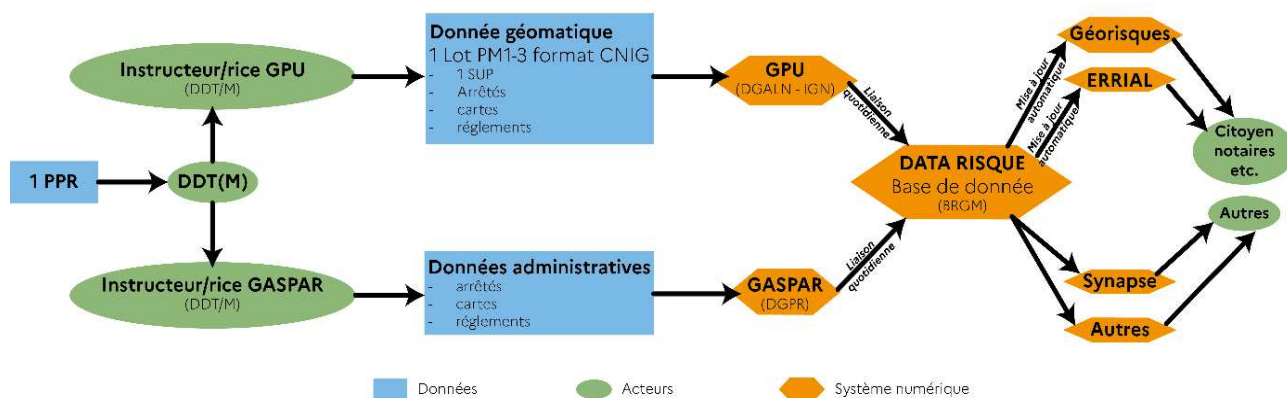 Donnée géomatique
1 Lot PM1-3 format CNIG
- 1 SUP
- Arrêtés
- cartes
- réglements
Instructeur/rice GPU
(DDT/M)
GPU
(DGALN - IGN)
Liaison
quotidienne
Mise à jour
automatique
Mise à jour
automatique
Géorisques
ERRIAL
Citoyen
notaires
etc.
1 PPR
DDT(M)
DATA RISQUE
Base de donnée
(BRGM)
Autres
Instructeur/rice GASPAR
(DDT/M)
Données administratives
- arrêtés
- cartes
- réglements
GASPAR
(DGPR)
Liaison
quotidienne
Synapse
Autres
Données
Acteurs
Système numérique